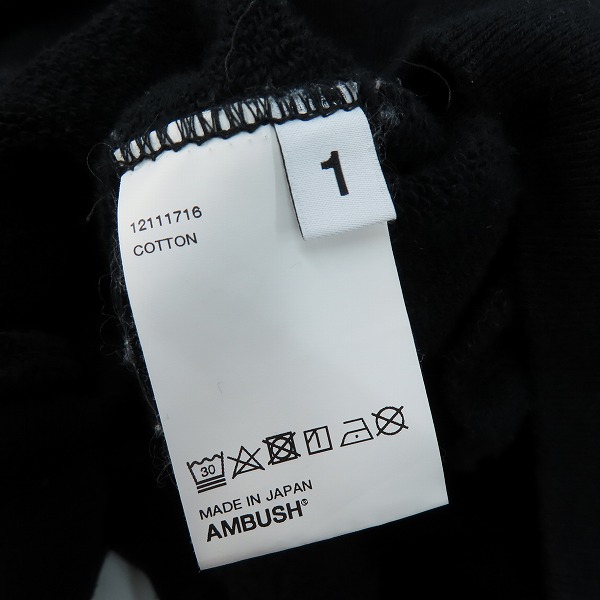 1
12111716
COTTON
30
MADE IN JAPAN
AMBUSH®